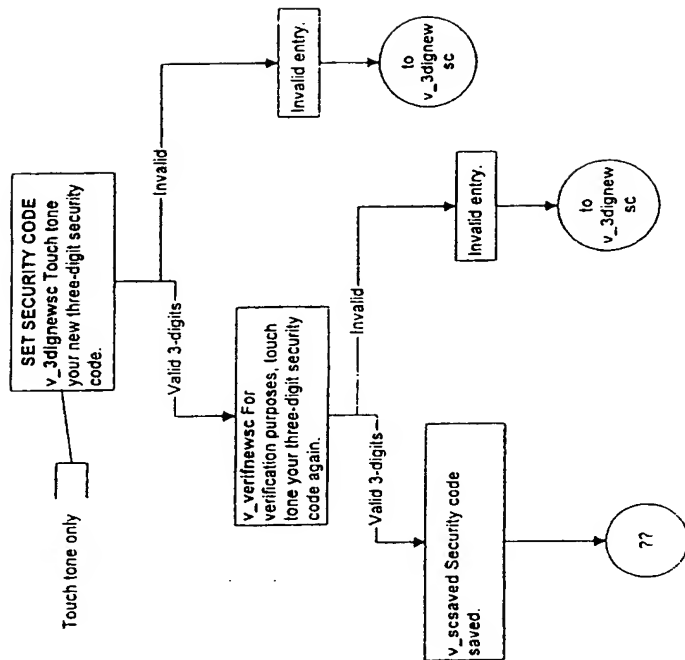 Touch tone only
SET SECURITY CODE
v_3dignewsc Touch tone
your new three-digit security
code.
Valid 3-digits
Invalid
v_verifnewsc For
verification purposes, touch
tone your three-digit security
code again.
Invalid entry.
to
v_3dignew
sc
Valid 3-digits
Invalid
v_scsaved Security code
saved.
Invalid entry.
to
v_3dignew
sc
??